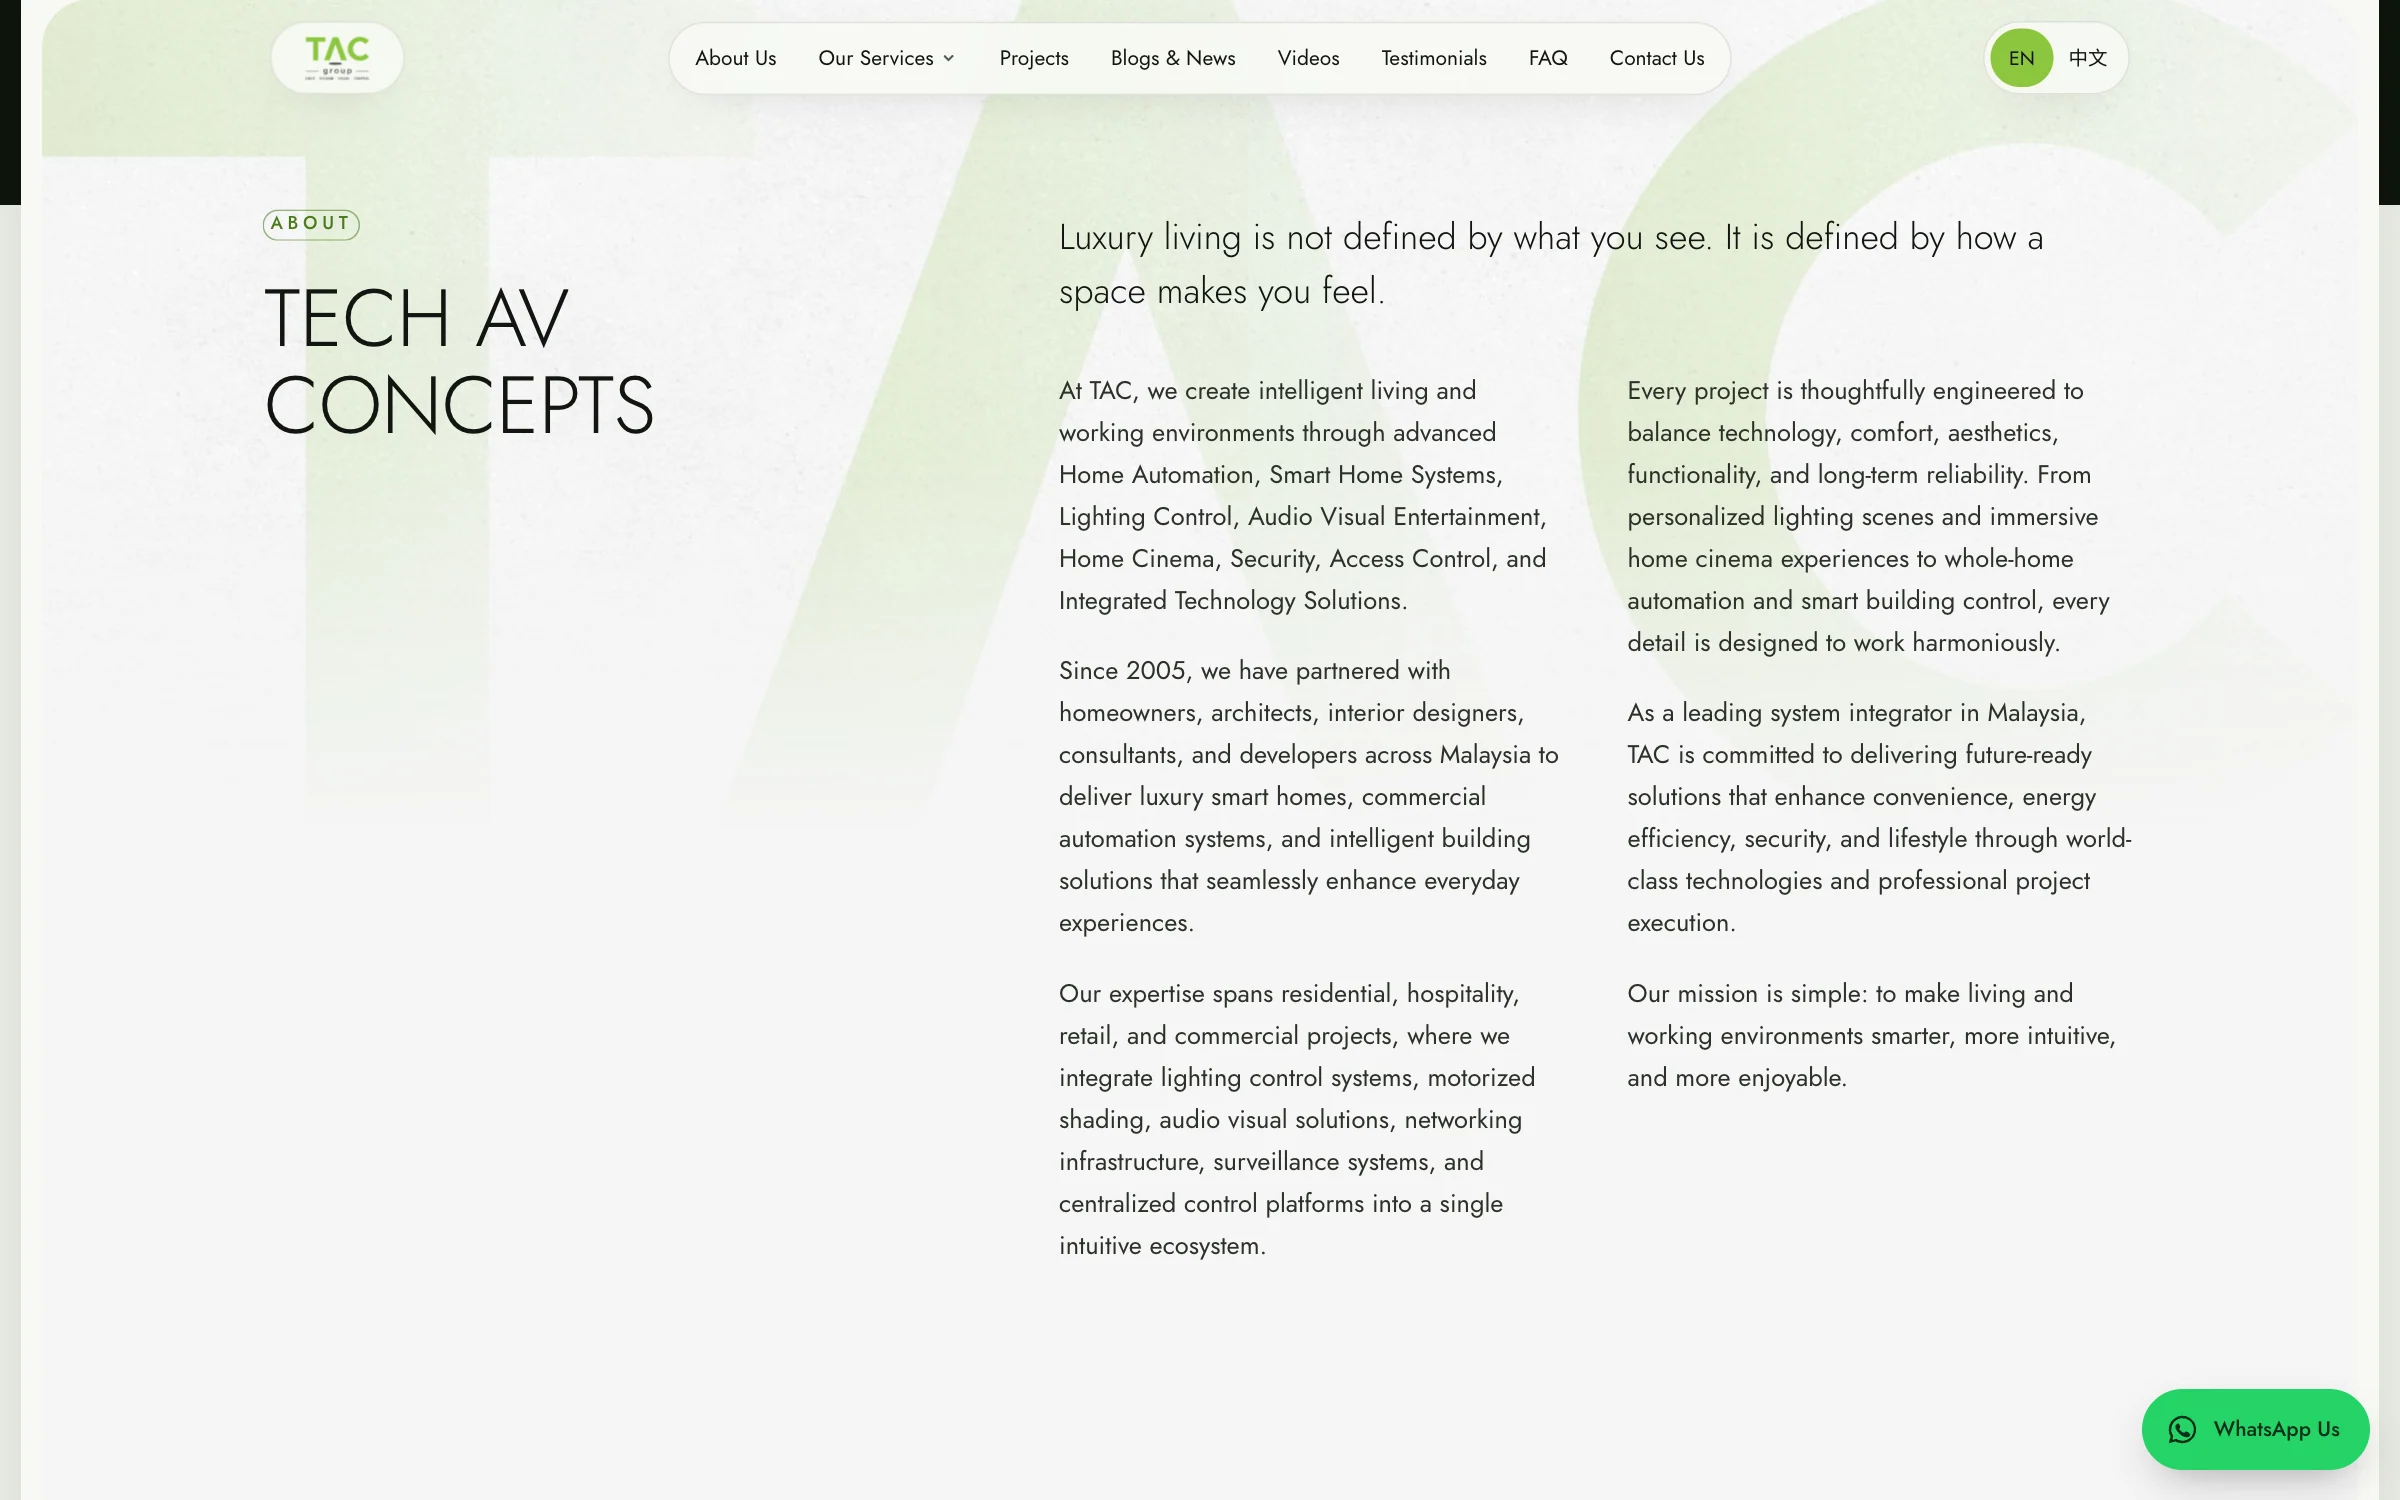 TAC
group
About Us
Our Services
Projects
Blogs & News
Videos
Testimonials
FAQ
Contact Us
EN
中文
ABOUT
TECH AV
CONCEPTS
Luxury living is not defined by what you see. It is defined by how a
space makes you feel.
At TAC, we create intelligent living and
working environments through advanced
Home Automation, Smart Home Systems,
Lighting Control, Audio Visual Entertainment,
Home Cinema, Security, Access Control, and
Integrated Technology Solutions.
Since 2005, we have partnered with
homeowners, architects, interior designers,
consultants, and developers across Malaysia to
deliver luxury smart homes, commercial
automation systems, and intelligent building
solutions that seamlessly enhance everyday
experiences.
Our expertise spans residential, hospitality,
retail, and commercial projects, where we
integrate lighting control systems, motorized
shading, audio visual solutions, networking
infrastructure, surveillance systems, and
centralized control platforms into a single
intuitive ecosystem.
Every project is thoughtfully engineered to
balance technology, comfort, aesthetics,
functionality, and long-term reliability. From
personalized lighting scenes and immersive
home cinema experiences to whole-home
automation and smart building control, every
detail is designed to work harmoniously.
As a leading system integrator in Malaysia,
TAC is committed to delivering future-ready
solutions that enhance convenience, energy
efficiency, security, and lifestyle through world-
class technologies and professional project
execution.
Our mission is simple: to make living and
working environments smarter, more intuitive,
and more enjoyable.
TAC
WhatsApp Us